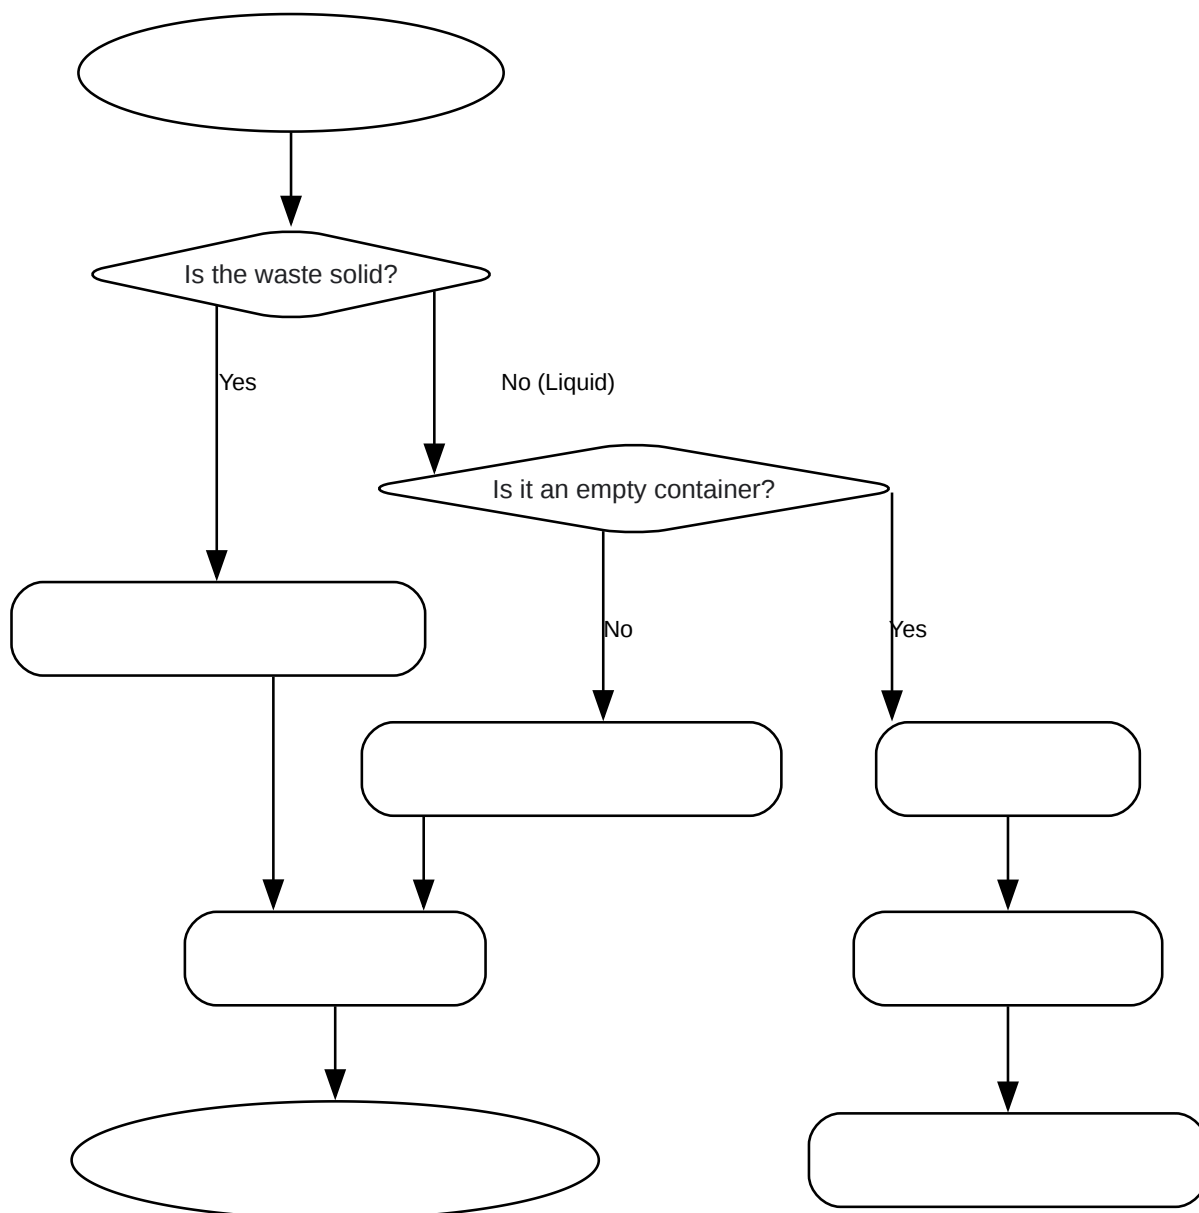 Is the waste solid?
Yes
No (Liquid)
Is it an empty container?
No
Yes